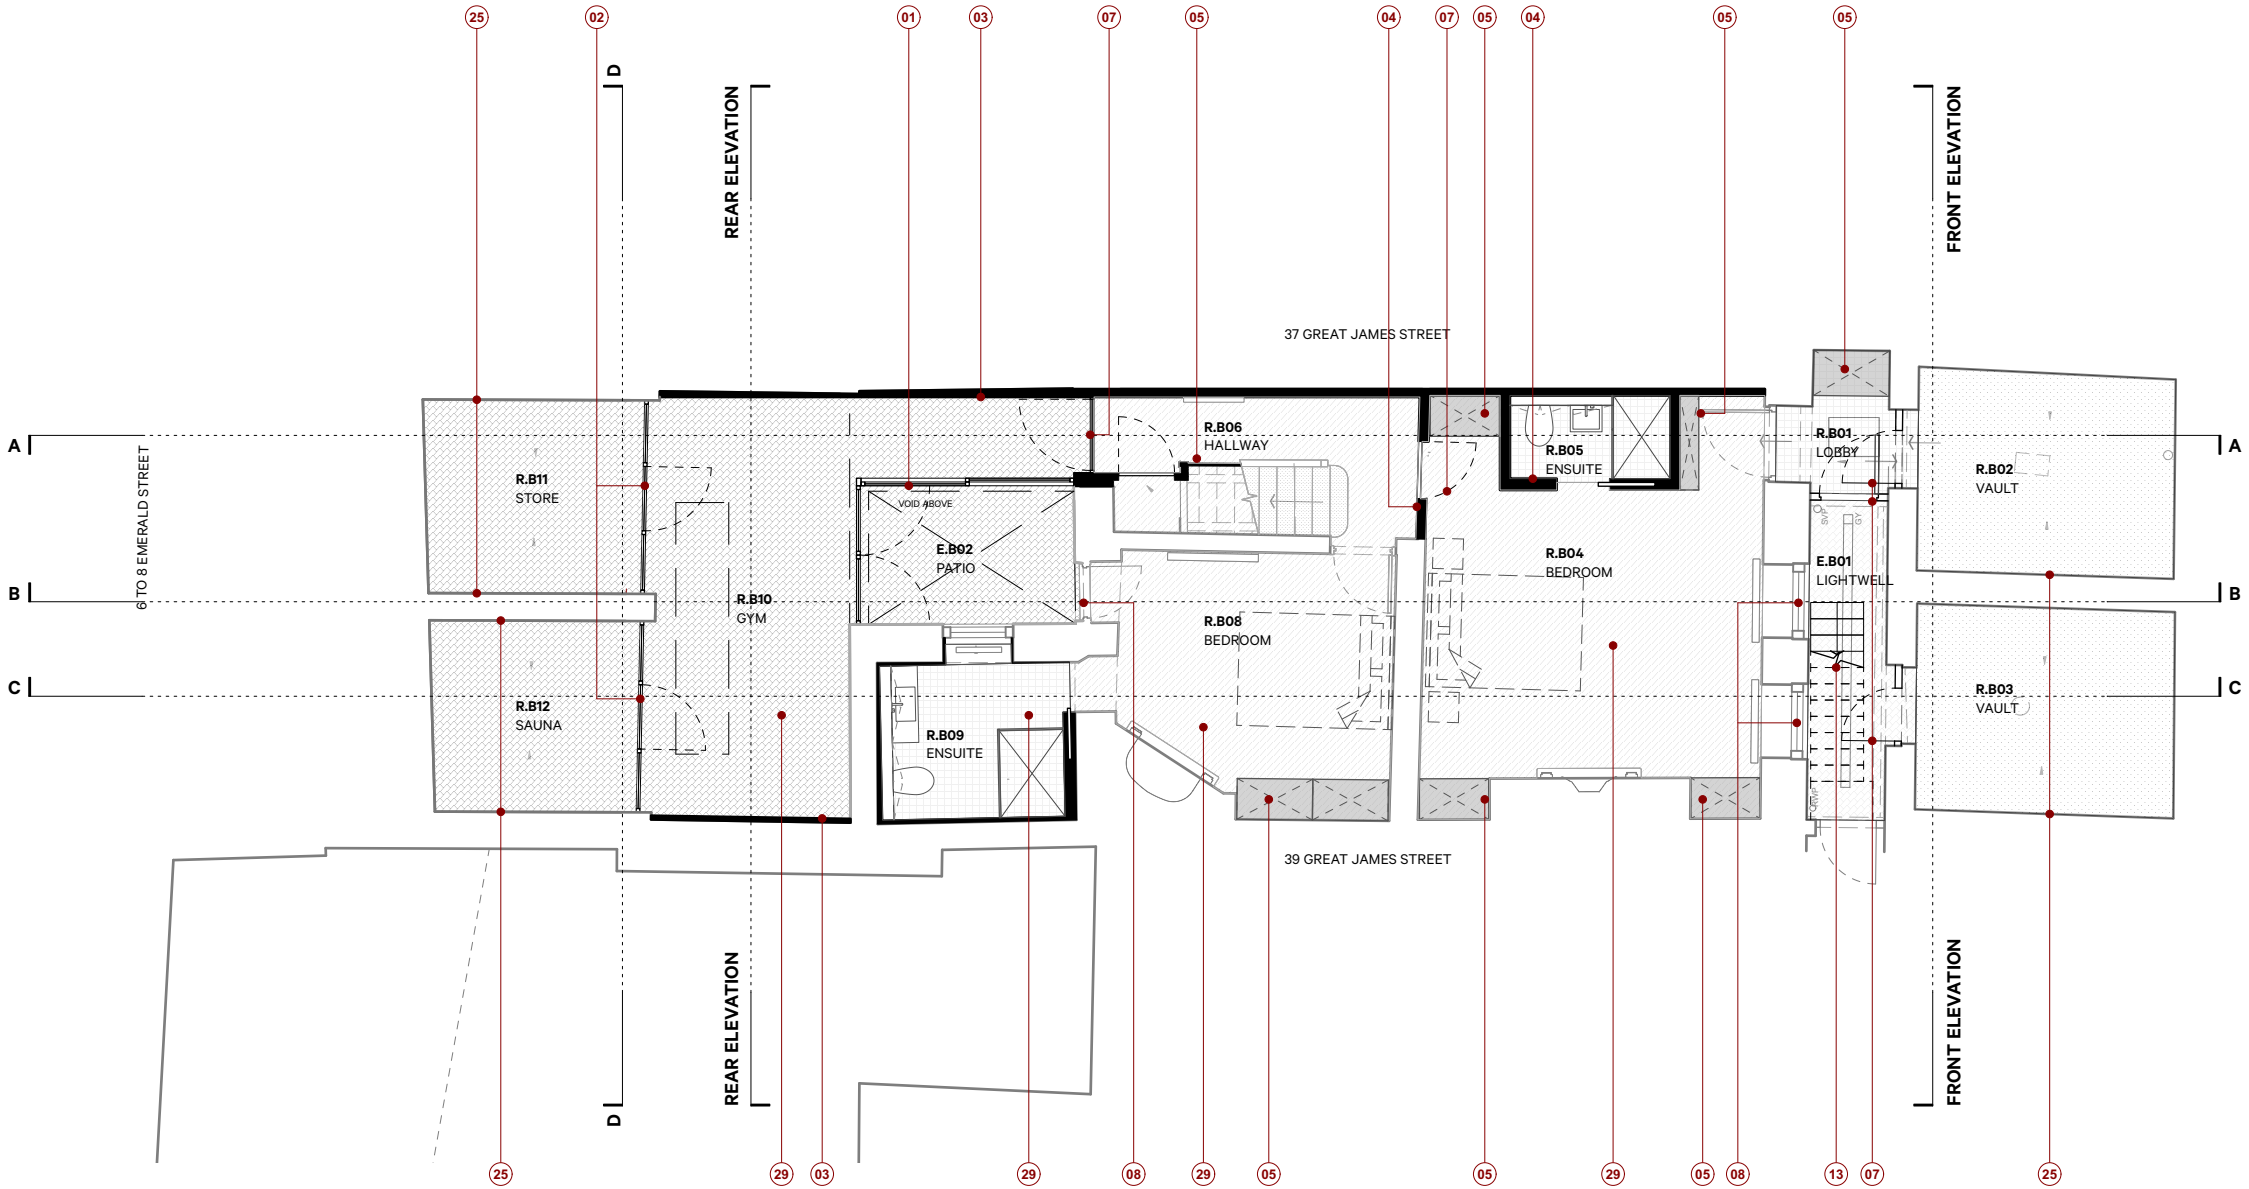 25
02
01
03
07
05
04
07
05
04
05
05
D
REAR ELEVATION
FRONT ELEVATION
37 GREAT JAMES STREET
A
A
6 TO 8 EMERALD STREET
R.B11
STORE
VOID ABOVE
E.B02
PATIO
R.B06
HALLWAY
R.B05
ENSUITE
R.B01
LOBBY
R.B02
VAULT
SVP
GY
R.B04
BEDROOM
E.B01
LIGHTWELL
B
B
R.B10
GYM
R.B08
BEDROOM
C
C
R.B12
SAUNA
R.B09
ENSUITE
R.B03
VAULT
RWP
39 GREAT JAMES STREET
REAR ELEVATION
FRONT ELEVATION
D
25
29
03
29
08
29
05
05
29
05
08
13
07
25